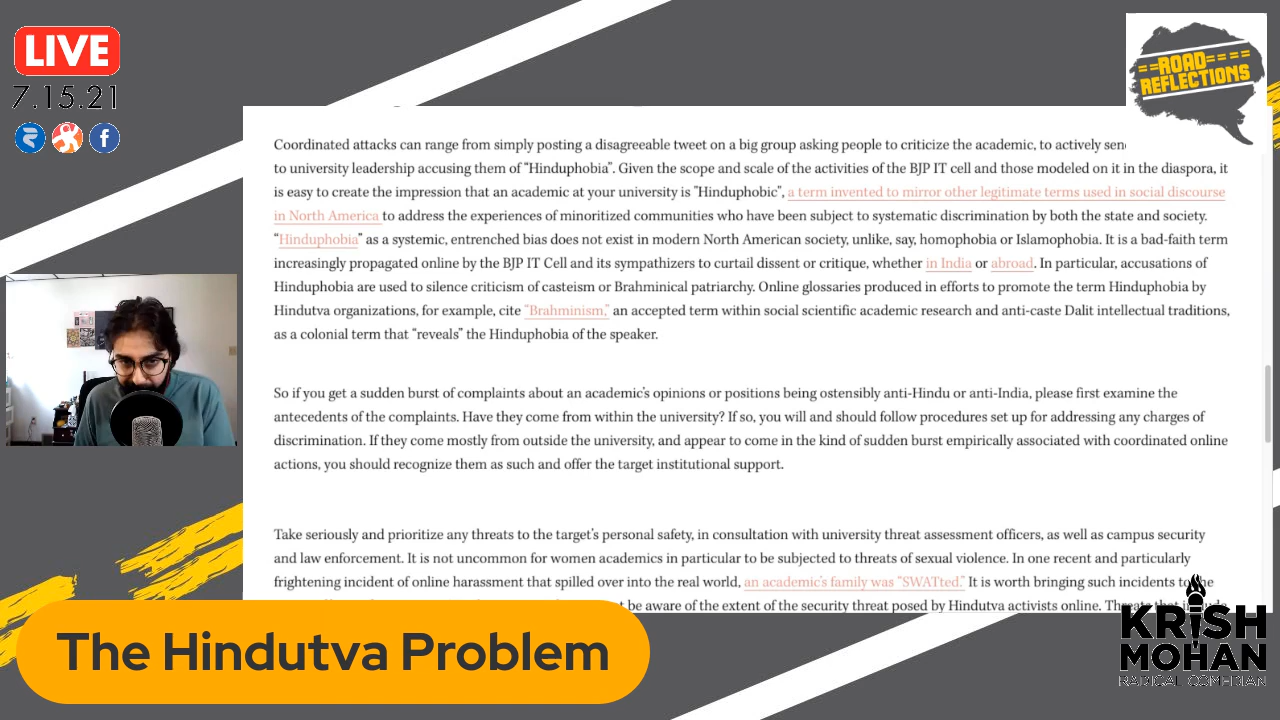 LIVE
7.15.21
==ROAD====
REFLECTIONS
Coordinated attacks can range from simply posting a disagreeable tweet on a big group asking people to criticize the academic, to actively
to university leadership accusing them of “Hinduphobia”. Given the scope and scale of the activities of the BJP IT cell and those modeled on it in the diaspora, it
is easy to create the impression that an academic at your university is "Hinduphobic", a term invented to mirror other legitimate terms used in social discourse
in North America to address the experiences of minoritized communities who have been subject to systematic discrimination by both the state and society.
“Hinduphobia” as a systemic, entrenched bias does not exist in modern North American society, unlike, say, homophobia or Islamophobia. It is a bad-faith term
increasingly propagated online by the BJP IT Cell and its sympathizers to curtail dissent or critique, whether in India or abroad. In particular, accusations of
Hinduphobia are used to silence criticism of casteism or Brahminical patriarchy. Online glossaries produced in efforts to promote the term Hinduphobia by
Hindutva organizations, for example, cite “Brahminism,” an accepted term within social scientific academic research and anti-caste Dalit intellectual traditions,
as a colonial term that “reveals” the Hinduphobia of the speaker.
So if you get a sudden burst of complaints about an academic’s opinions or positions being ostensibly anti-Hindu or anti-India, please first examine the
antecedents of the complaints. Have they come from within the university? If so, you will and should follow procedures set up for addressing any charges of
discrimination. If they come mostly from outside the university, and appear to come in the kind of sudden burst empirically associated with coordinated online
actions, you should recognize them as such and offer the target institutional support.
Take seriously and prioritize any threats to the target’s personal safety, in consultation with university threat assessment officers, as well as campus security
and law enforcement. It is not uncommon for women academics in particular to be subjected to threats of sexual violence. In one recent and particularly
frightening incident of online harassment that spilled over into the real world, an academic’s family was “SWATted.” It is worth bringing such incidents to the
be aware of the extent of the security threat posed by Hindutva activists online. Threats that include
The Hindutva Problem
KRISH
MOHAN
RADICAL COMEDIAN